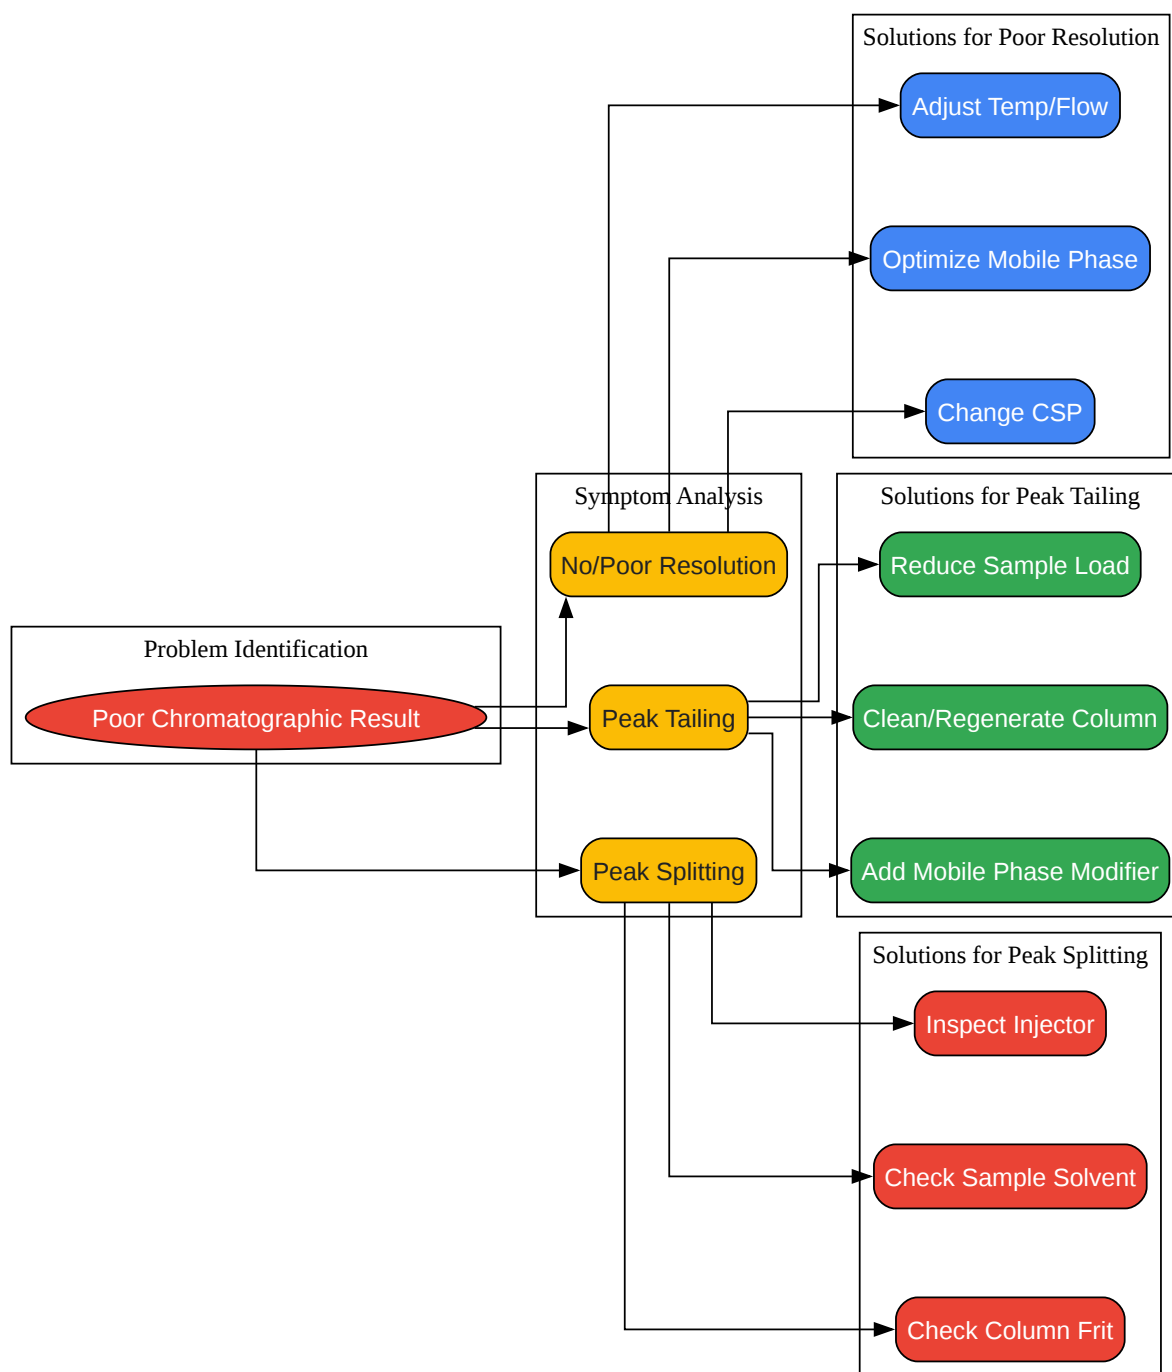 Solutions for Poor Resolution
Adjust Temp/Flow
Optimize Mobile Phase
Change CSP
Symptom Analysis
No/Poor Resolution
Peak Tailing
Peak Splitting
Solutions for Peak Tailing
Reduce Sample Load
Clean/Regenerate Column
Add Mobile Phase Modifier
Problem Identification
Poor Chromatographic Result
Solutions for Peak Splitting
Inspect Injector
Check Sample Solvent
Check Column Frit